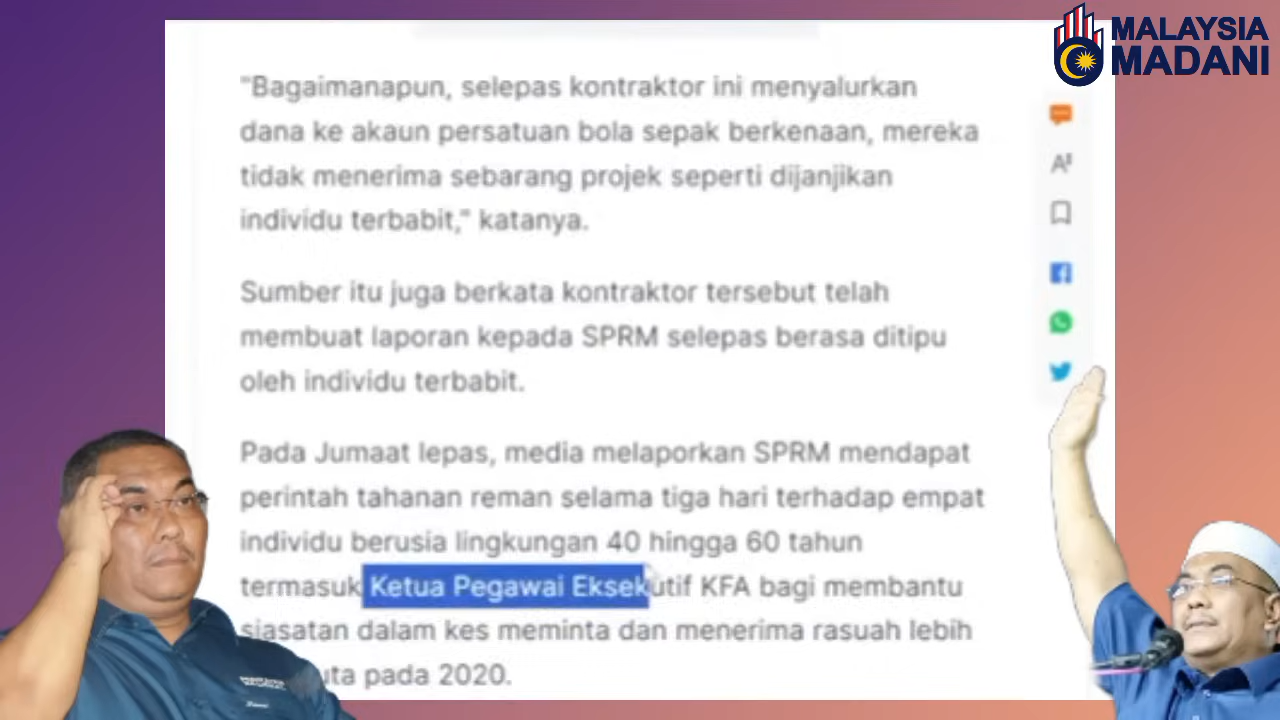 MALAYSIA
MADANI
"Bagaimanapun, selepas kontraktor ini menyalurkan
dana ke akaun persatuan bola sepak berkenaan, mereka
tidak menerima sebarang projek seperti dijanjikan
individu terbabit," katanya.
Sumber itu juga berkata kontraktor tersebut telah
membuat laporan kepada SPRM selepas berasa ditipu
oleh individu terbabit.
Pada Jumaat lepas, media melaporkan SPRM mendapat
perintah tahanan reman selama tiga hari terhadap empat
individu berusia lingkungan 40 hingga 60 tahun
termasuk Ketua Pegawai Eksekutif KFA bagi membantu
siasatan dalam kes meminta dan menerima rasuah lebih
pada 2020.